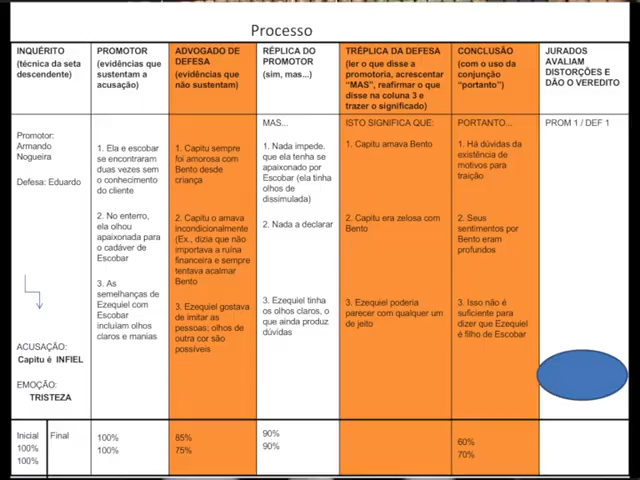 Processo
INQUÉRITO
(técnica da seta
descendente)
Promotor:
Armando
Nogueira
Defesa: Eduardo
ACUSAÇÃO:
Capitu é INFIEL
EMOÇÃO:
TRISTEZA
Inicial
100%
100%
Final
PROMOTOR
(evidências que
sustentam a
acusação)
1. Ela e escobar
se encontraram
duas vezes sem
o conhecimento
do cliente
2. No enterro,
ela olhou
apaixonada para
o cadáver de
Escobar
3. As
semelhanças de
Ezequiel com
Escobar
incluíam olhos
claros e manias
100%
100%
ADVOGADO DE
DEFESA
(evidências que
não sustentam)
1. Capitu sempre
foi amorosa com
Bento desde
criança
2. Capitu o amava
incondicionalmente
(Ex., dizia que não
importava a ruína
financeira e sempre
tentava acalmar
Bento
3. Ezequiel gostava
de imitar as
pessoas; olhos de
outra cor são
possíveis
85%
75%
RÉPLICA DO
PROMOTOR
(sim, mas...)
MAS...
1. Nada impede.
que ela tenha se
apaixonado por
Escobar (ela tinha
olhos de
dissimulada)
2. Nada a declarar
3. Ezequiel tinha
os olhos claros, o
que ainda produz
dúvidas
90%
90%
TRÉPLICA DA DEFESA
(ler o que disse a
promotoria, acrescentar
“MAS”, reafirmar o que
disse na coluna 3 e
trazer o significado)
ISTO SIGNIFICA QUE:
1. Capitu amava Bento
2. Capitu era zelosa com
Bento
3. Ezequiel poderia
parecer com qualquer um
de jeito
CONCLUSÃO
(com o uso da
conjunção
“portanto”)
PORTANTO...
1. Há dúvidas da
existência de
motivos para
traição
2. Seus
sentimentos por
Bento eram
profundos
3. Isso não é
suficiente para
dizer que Ezequiel
é filho de Escobar
60%
70%
JURADOS
AVALIAM
DISTORÇÕES E
DÃO O VEREDITO
PROM 1 / DEF 1